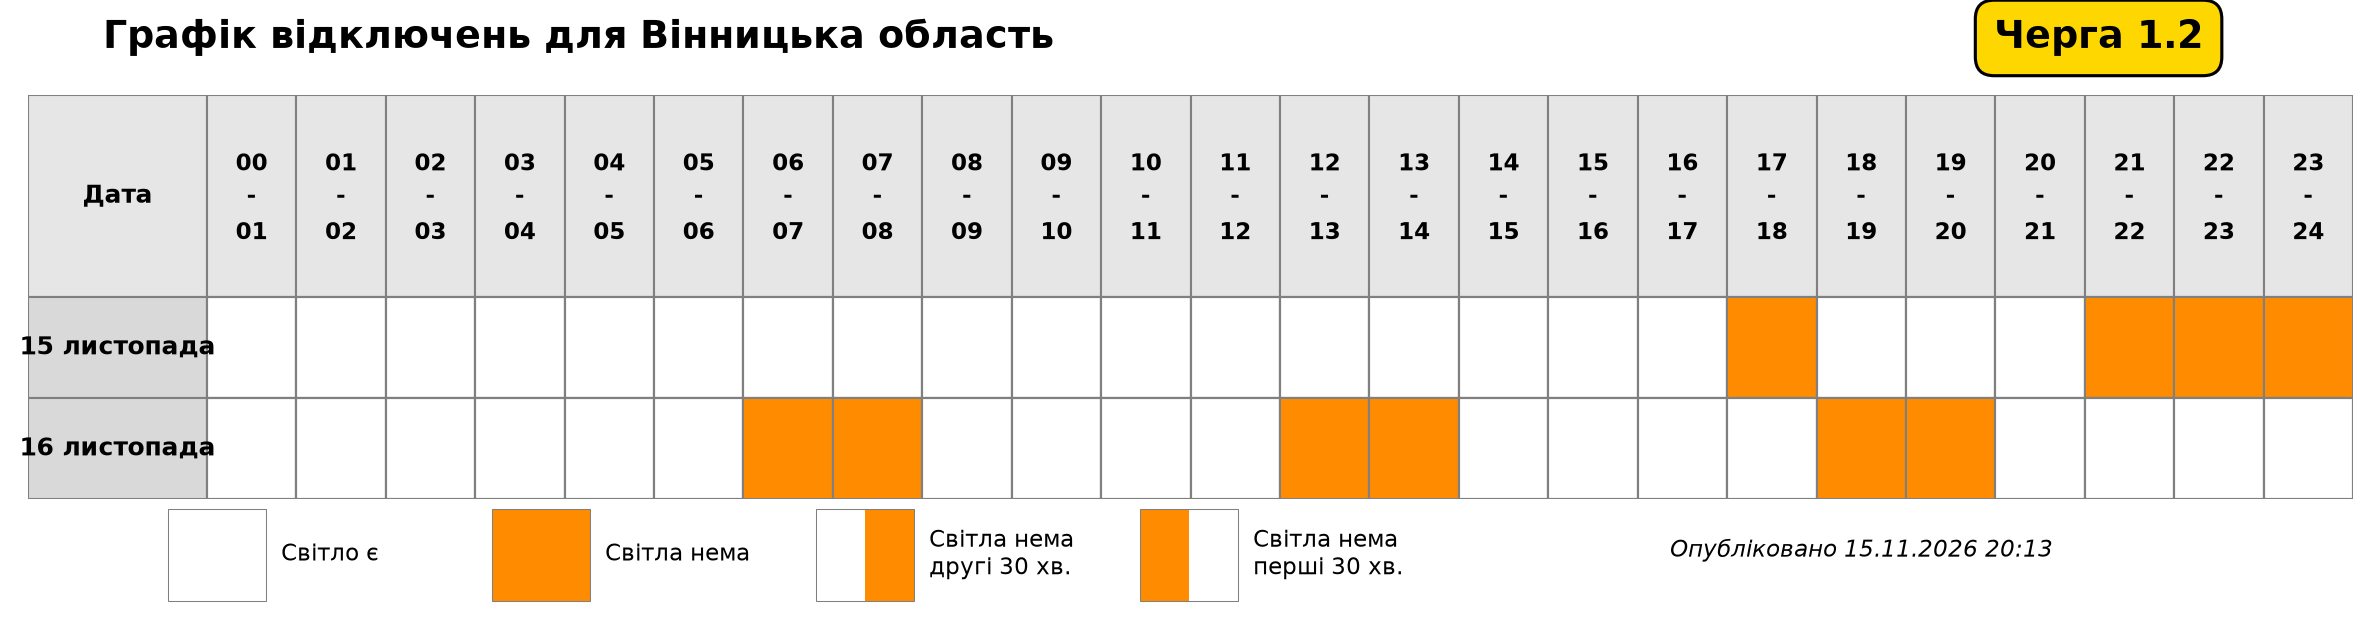 Графік відключень для Вінницька область
Черга 1.2
Дата
00 - 01
01 - 02
02 - 03
03 - 04
04 - 05
05 - 06
06 - 07
07 - 08
08 - 09
09 - 10
10 - 11
11 - 12
12 - 13
13 - 14
14 - 15
15 - 16
16 - 17
17 - 18
18 - 19
19 - 20
20 - 21
21 - 22
22 - 23
23 - 24
15 листопада
16 листопада
Світло є
Світла нема
Світла нема
другі 30 хв.
Світла нема
перші 30 хв.
Опубліковано 15.11.2026 20:13